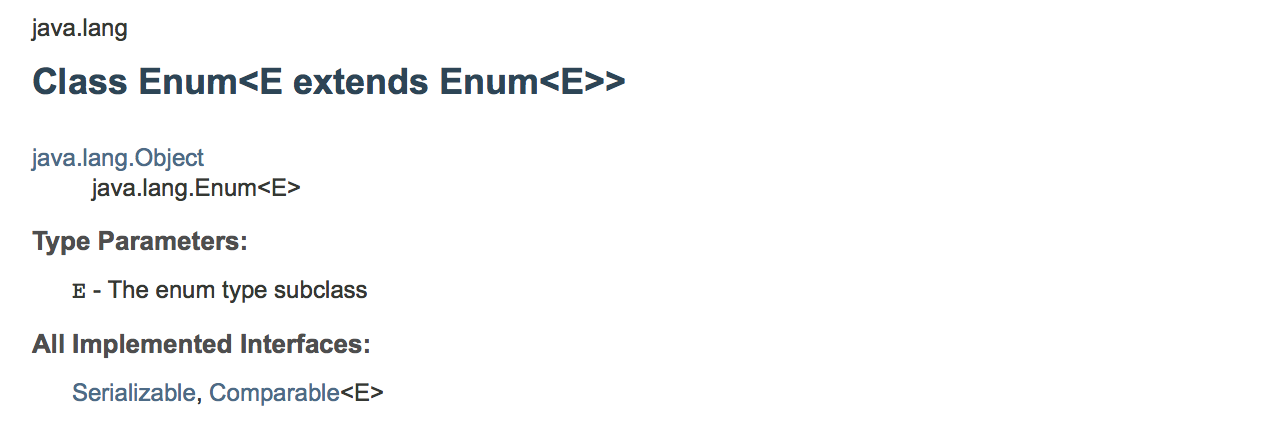 java.lang
Class Enum<E extends Enum<E>>
java.lang.Object
java.lang.Enum<E>
Type Parameters:
E - The enum type subclass
All Implemented Interfaces:
Serializable, Comparable<E>